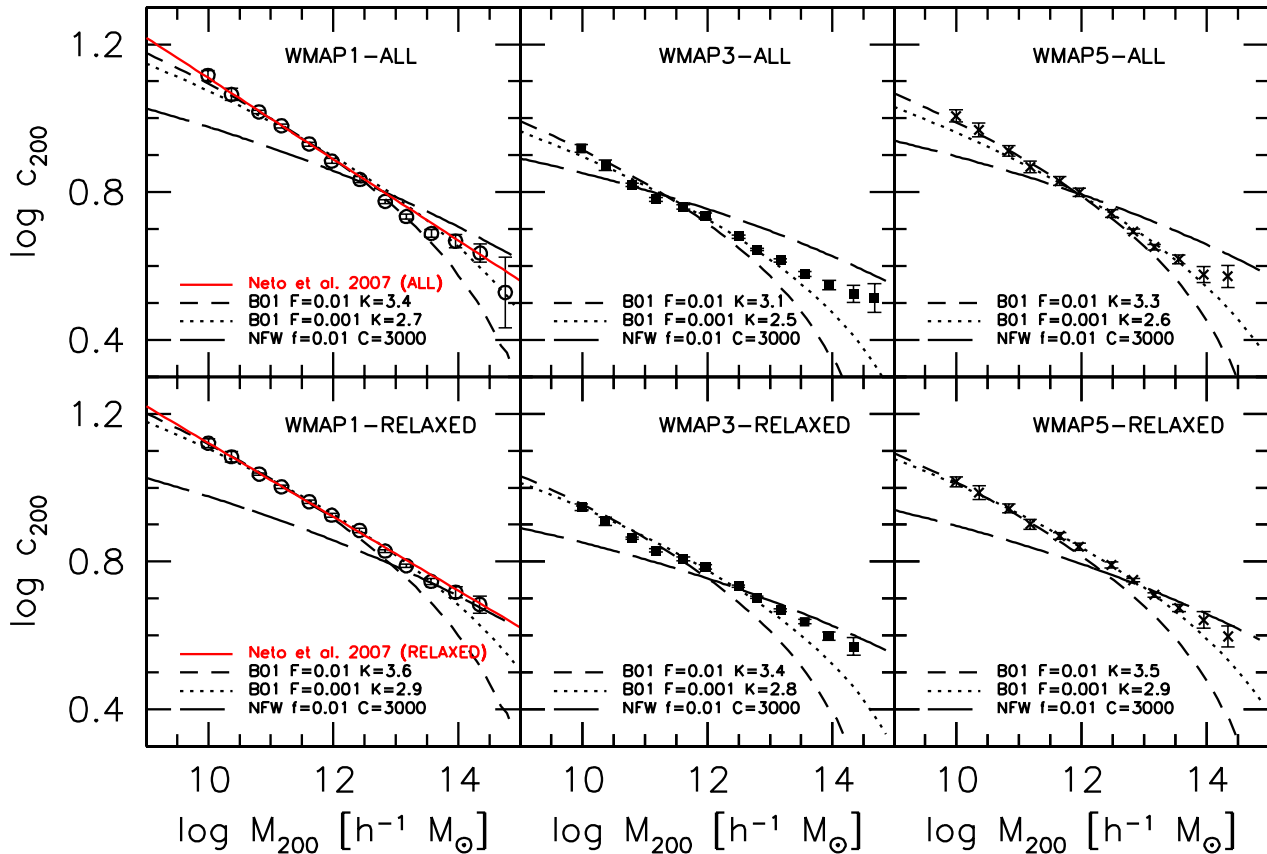 WMAP1-ALL
WMAP3-ALL
WMAP5-ALL
1.2
0.8
0.4
log c200
Neto et al. 2007 (ALL)
B01 F=0.01 K=3.4
B01 F=0.001 K=2.7
NFW f=0.01 C=3000
B01 F=0.01 K=3.1
B01 F=0.001 K=2.5
NFW f=0.01 C=3000
B01 F=0.01 K=3.3
B01 F=0.001 K=2.6
NFW f=0.01 C=3000
WMAP1-RELAXED
WMAP3-RELAXED
WMAP5-RELAXED
1.2
0.8
0.4
log c200
Neto et al. 2007 (RELAXED)
B01 F=0.01 K=3.6
B01 F=0.001 K=2.9
NFW f=0.01 C=3000
B01 F=0.01 K=3.4
B01 F=0.001 K=2.8
NFW f=0.01 C=3000
B01 F=0.01 K=3.5
B01 F=0.001 K=2.9
NFW f=0.01 C=3000
10 12 14
10 12 14
10 12 14
log M200 [h−1 M⊙]
log M200 [h−1 M⊙]
log M200 [h−1 M⊙]